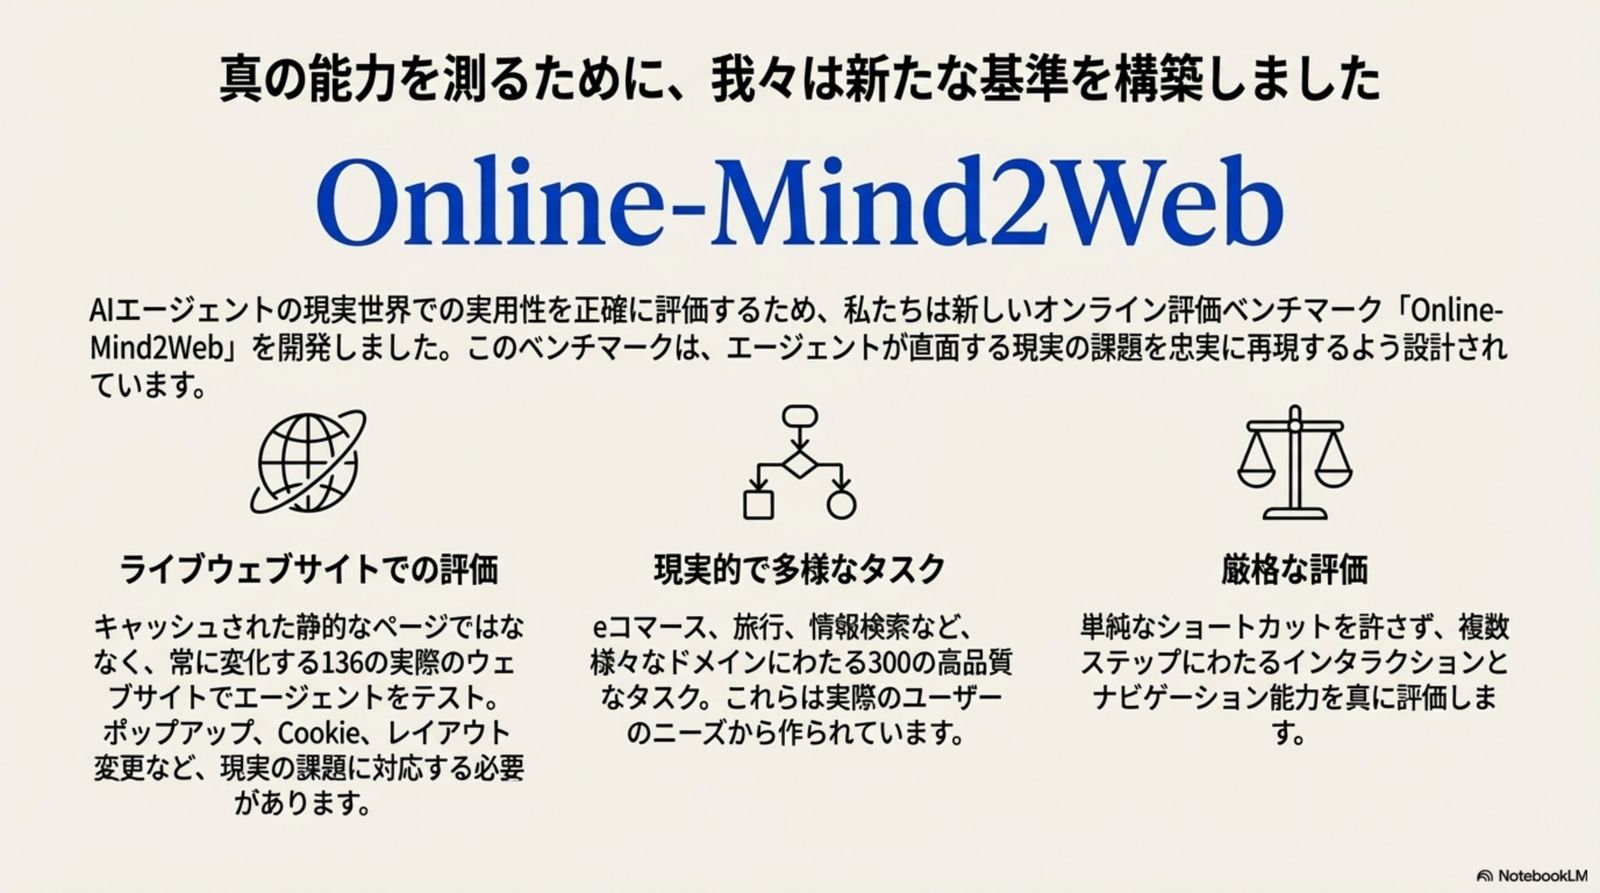 真の能力を測るために、我々は新たな基準を構築しました
Online-Mind2Web
AIエージェントの現実世界での実用性を正確に評価するため、私たちは新しいオンライン評価ベンチマーク「Online-
Mind2Web」を開発しました。このベンチマークは、エージェントが直面する現実の課題を忠実に再現するよう設計され
ています。
ライブウェブサイトでの評価
キャッシュされた静的なページではな
なく、常に変化する136の実際のウェ
ブサイトでエージェントをテスト。
ポップアップ、Cookie、レイアウト
変更など、現実の課題に対応する必要
があります。
現実的で多様なタスク
eコマース、旅行、情報検索など、
様々なドメインにわたる300の高品質
なタスク。これらは実際のユーザー
のニーズから作られています。
厳格な評価
単純なショートカットを許さず、複数
ステップにわたるインタラクションと
ナビゲーション能力を真に評価しま
す。
NotebookLM